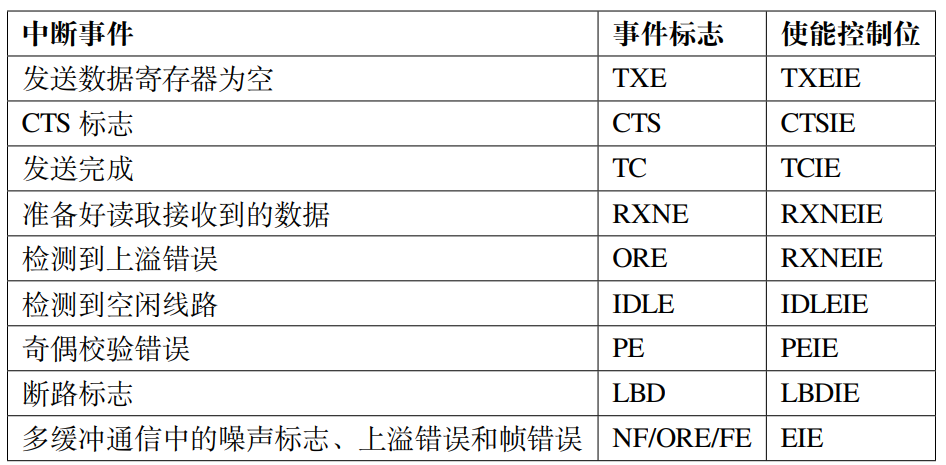 中断事件 事件标志 使能控制位
发送数据寄存器为空 TXE TXEIE
CTS 标志 CTS CTSIE
发送完成 TC TCIE
准备好读取接收到的数据 RXNE RXNEIE
检测到上溢错误 ORE RXNEIE
检测到空闲线路 IDLE IDLEIE
奇偶校验错误 PE PEIE
断路标志 LBD LBDIE
多缓冲通信中的噪声标志、上溢错误和帧错误 NF/ORE/FE EIE